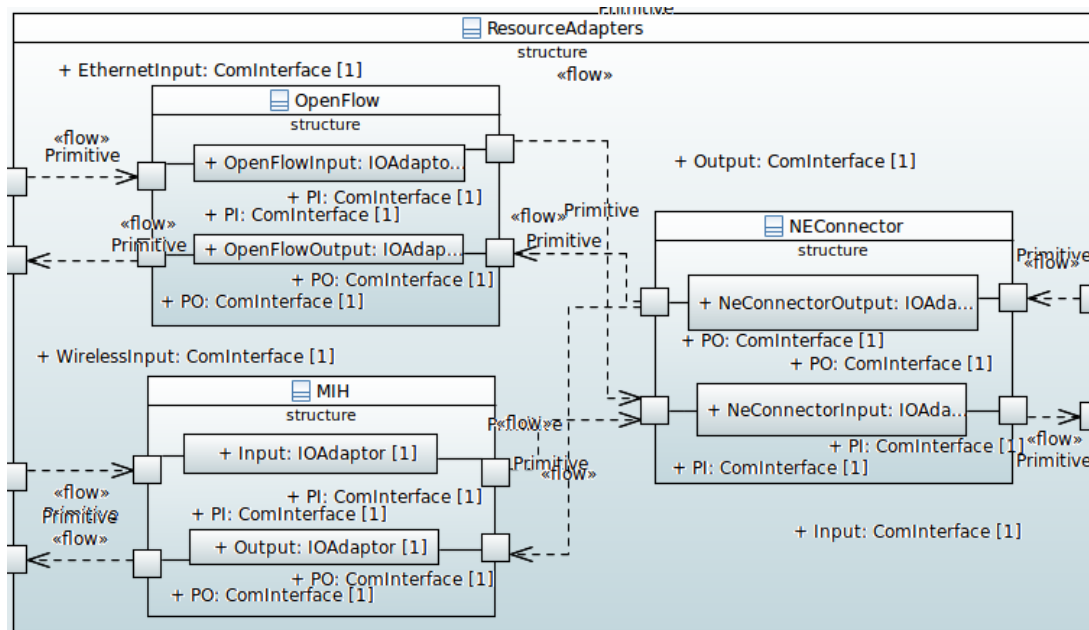 Primitive
ResourceAdapters
structure
+ EthernetInput: ComInterface [1]
«flow»
OpenFlow
structure
«flow»
Primitive
+ OpenFlowInput: IOAdapto...
+ PI: ComInterface [1]
+ PI: ComInterface [1]
+ Output: ComInterface [1]
«flow»
Primitive
+ OpenFlowOutput: IOAdap...
«flow»
Primitive
Primitive
+ PO: ComInterface [1]
+ PO: ComInterface [1]
NEConnector
structure
Primitive
«flow»
+ NeConnectorOutput: IOAda...
+ PO: ComInterface [1]
+ PO: ComInterface [1]
+ WirelessInput: ComInterface [1]
MIH
structure
+ NeConnectorInput: IOAda...
+ PI: ComInterface [1]
+ PI: ComInterface [1]
«flow»
Primitive
«flow»
Primitive
«flow»
+ Input: IOAdaptor [1]
+ PI: ComInterface [1]
+ PI: ComInterface [1]
«flow»
Primitive
«flow»
+ Output: IOAdaptor [1]
+ PO: ComInterface [1]
+ PO: ComInterface [1]
+ Input: ComInterface [1]